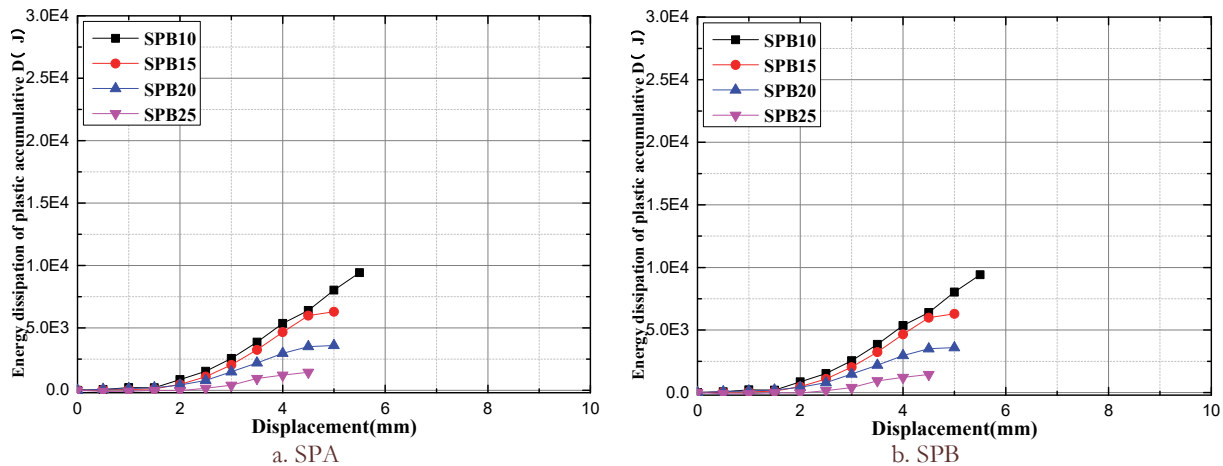 Energy dissipation of plastic accumulative D( J)
3.0E4
2.5E4
2.0E4
1.5E4
1.0E4
5.0E3
0.0
SPB10
SPB15
SPB20
SPB25
0 2 4 6 8 10
Displacement(mm)
a. SPA
Energy dissipation of plastic accumulative D( J)
3.0E4
2.5E4
2.0E4
1.5E4
1.0E4
5.0E3
0.0
SPB10
SPB15
SPB20
SPB25
0 2 4 6 8 10
Displacement(mm)
b. SPB